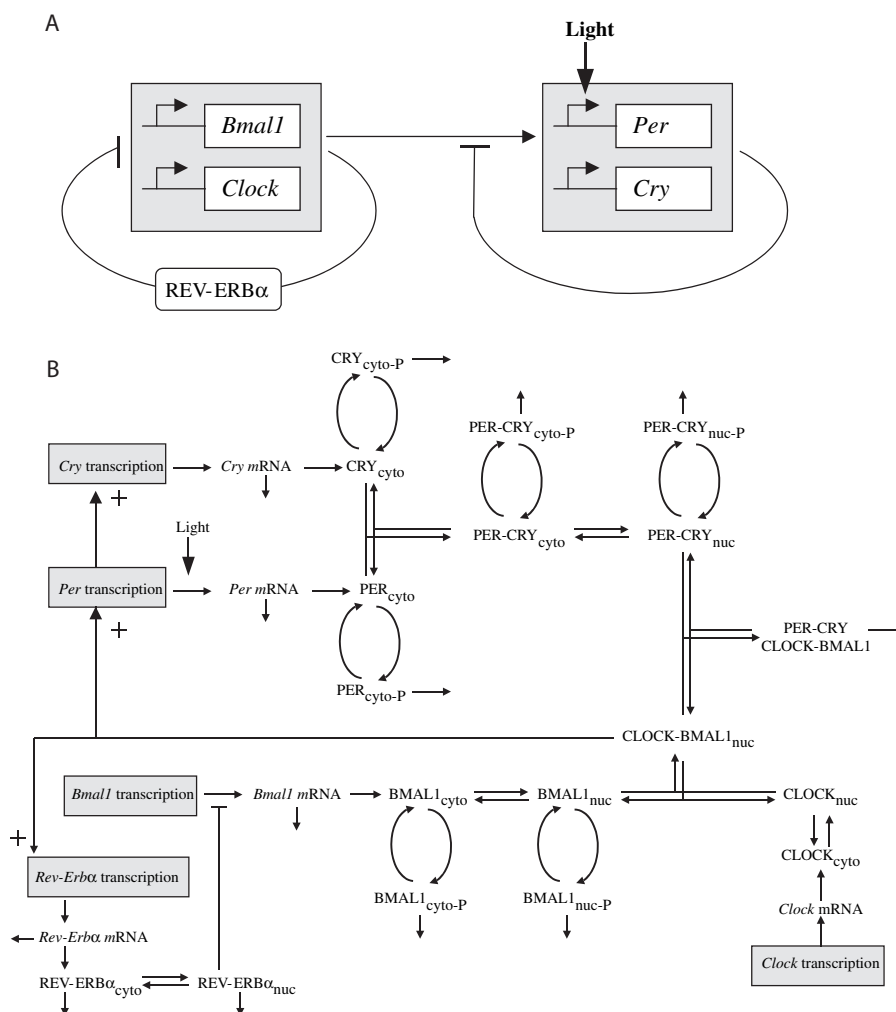 A
Light
Bmal1
Per
Clock
Cry
REV-ERBα
B
CRYcyto-P
PER-CRYcyto-P
PER-CRYnuc-P
Cry transcription
Cry mRNA
CRYcyto
+
Light
PER-CRYcyto
PER-CRYnuc
Per transcription
Per mRNA
PERcyto
+
PER-CRY
CLOCK-BMAL1
PERcyto-P
CLOCK-BMAL1nuc
Bmal1 transcription
Bmal1 mRNA
BMAL1cyto
BMAL1nuc
CLOCKnuc
+
CLOCKcyto
Rev-Erbα transcription
BMAL1cyto-P
BMAL1nuc-P
Clock mRNA
Rev-Erbα mRNA
Clock transcription
REV-ERBαcyto
REV-ERBαnuc